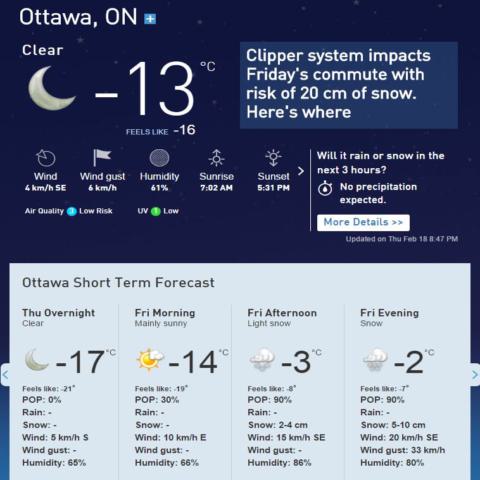 Ottawa, ON +
Clear
-13 °C
FEELS LIKE -16
Clipper system impacts
Friday's commute with
risk of 20 cm of snow.
Here's where
Wind Wind gust Humidity Sunrise Sunset
4 km/h SE 6 km/h 61% 7:02 AM 5:31 PM
Air Quality 3 Low Risk UV 1 Low
Will it rain or snow in the
next 3 hours?
No precipitation
expected.
More Details >>
Updated on Thu Feb 18 8:47 PM
Ottawa Short Term Forecast
Thu Overnight Fri Morning Fri Afternoon Fri Evening
Clear Mainly sunny Light snow Snow
-17°C -14°C -3°C -2°C
Feels like: -21° Feels like: -19° Feels like: -8° Feels like: -7°
POP: 0% POP: 30% POP: 90% POP: 90%
Rain: - Rain: - Rain: - Rain: -
Snow: - Snow: - Snow: 2-4 cm Snow: 5-10 cm
Wind: 5 km/h S Wind: 10 km/h E Wind: 15 km/h SE Wind: 20 km/h SE
Wind gust: - Wind gust: - Wind gust: - Wind gust: 33 km/h
Humidity: 65% Humidity: 66% Humidity: 86% Humidity: 80%